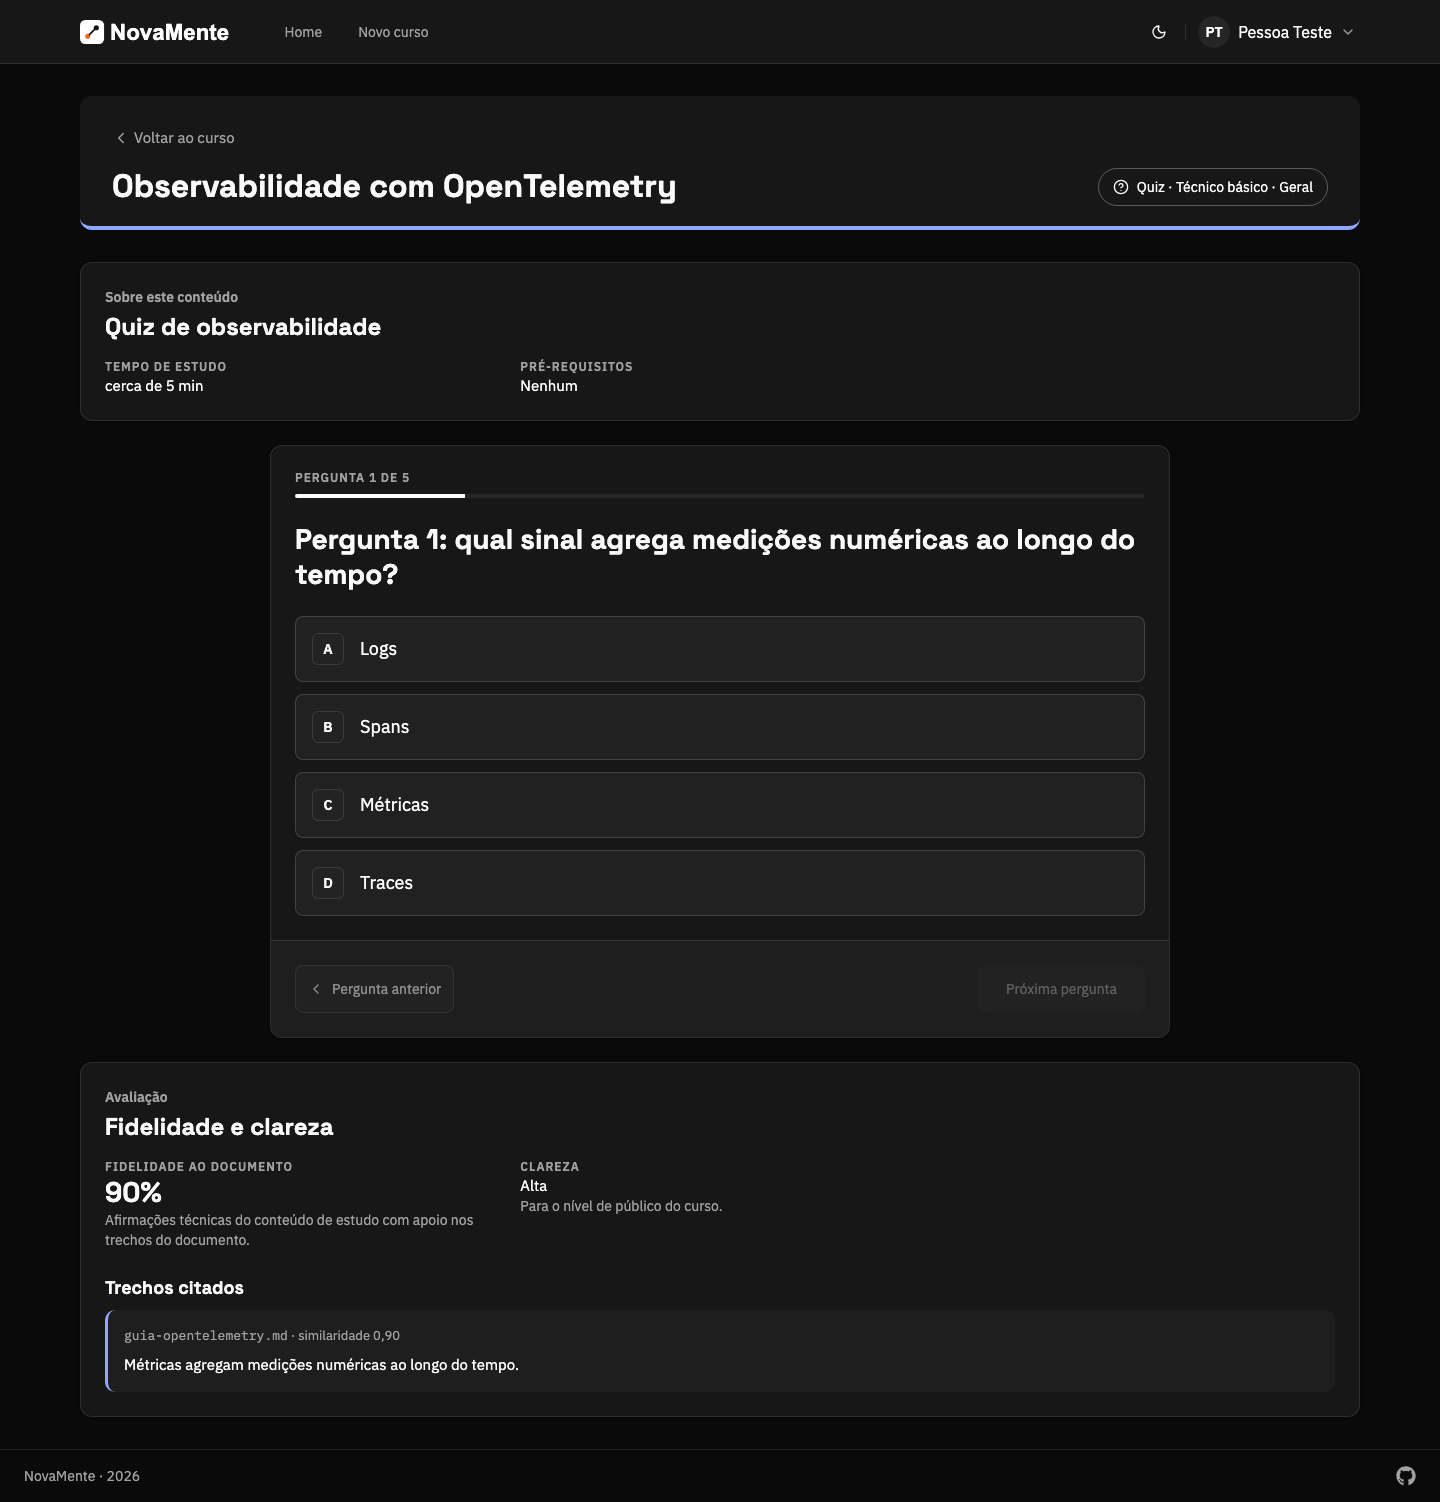 NovaMente
Home
Novo curso
PT
Pessoa Teste
Voltar ao curso
Observabilidade com OpenTelemetry
Quiz · Técnico básico · Geral
Sobre este conteúdo
Quiz de observabilidade
TEMPO DE ESTUDO
cerca de 5 min
PRÉ-REQUISITOS
Nenhum
PERGUNTA 1 DE 5
Pergunta 1: qual sinal agrega medições numéricas ao longo do
tempo?
A Logs
B Spans
C Métricas
D Traces
Pergunta anterior
Próxima pergunta
Avaliação
Fidelidade e clareza
FIDELIDADE AO DOCUMENTO
90%
Afirmações técnicas do conteúdo de estudo com apoio nos
trechos do documento.
CLAREZA
Alta
Para o nível de público do curso.
Trechos citados
guia-opentelemetry.md · similaridade 0,90
Métricas agregam medições numéricas ao longo do tempo.
NovaMente · 2026